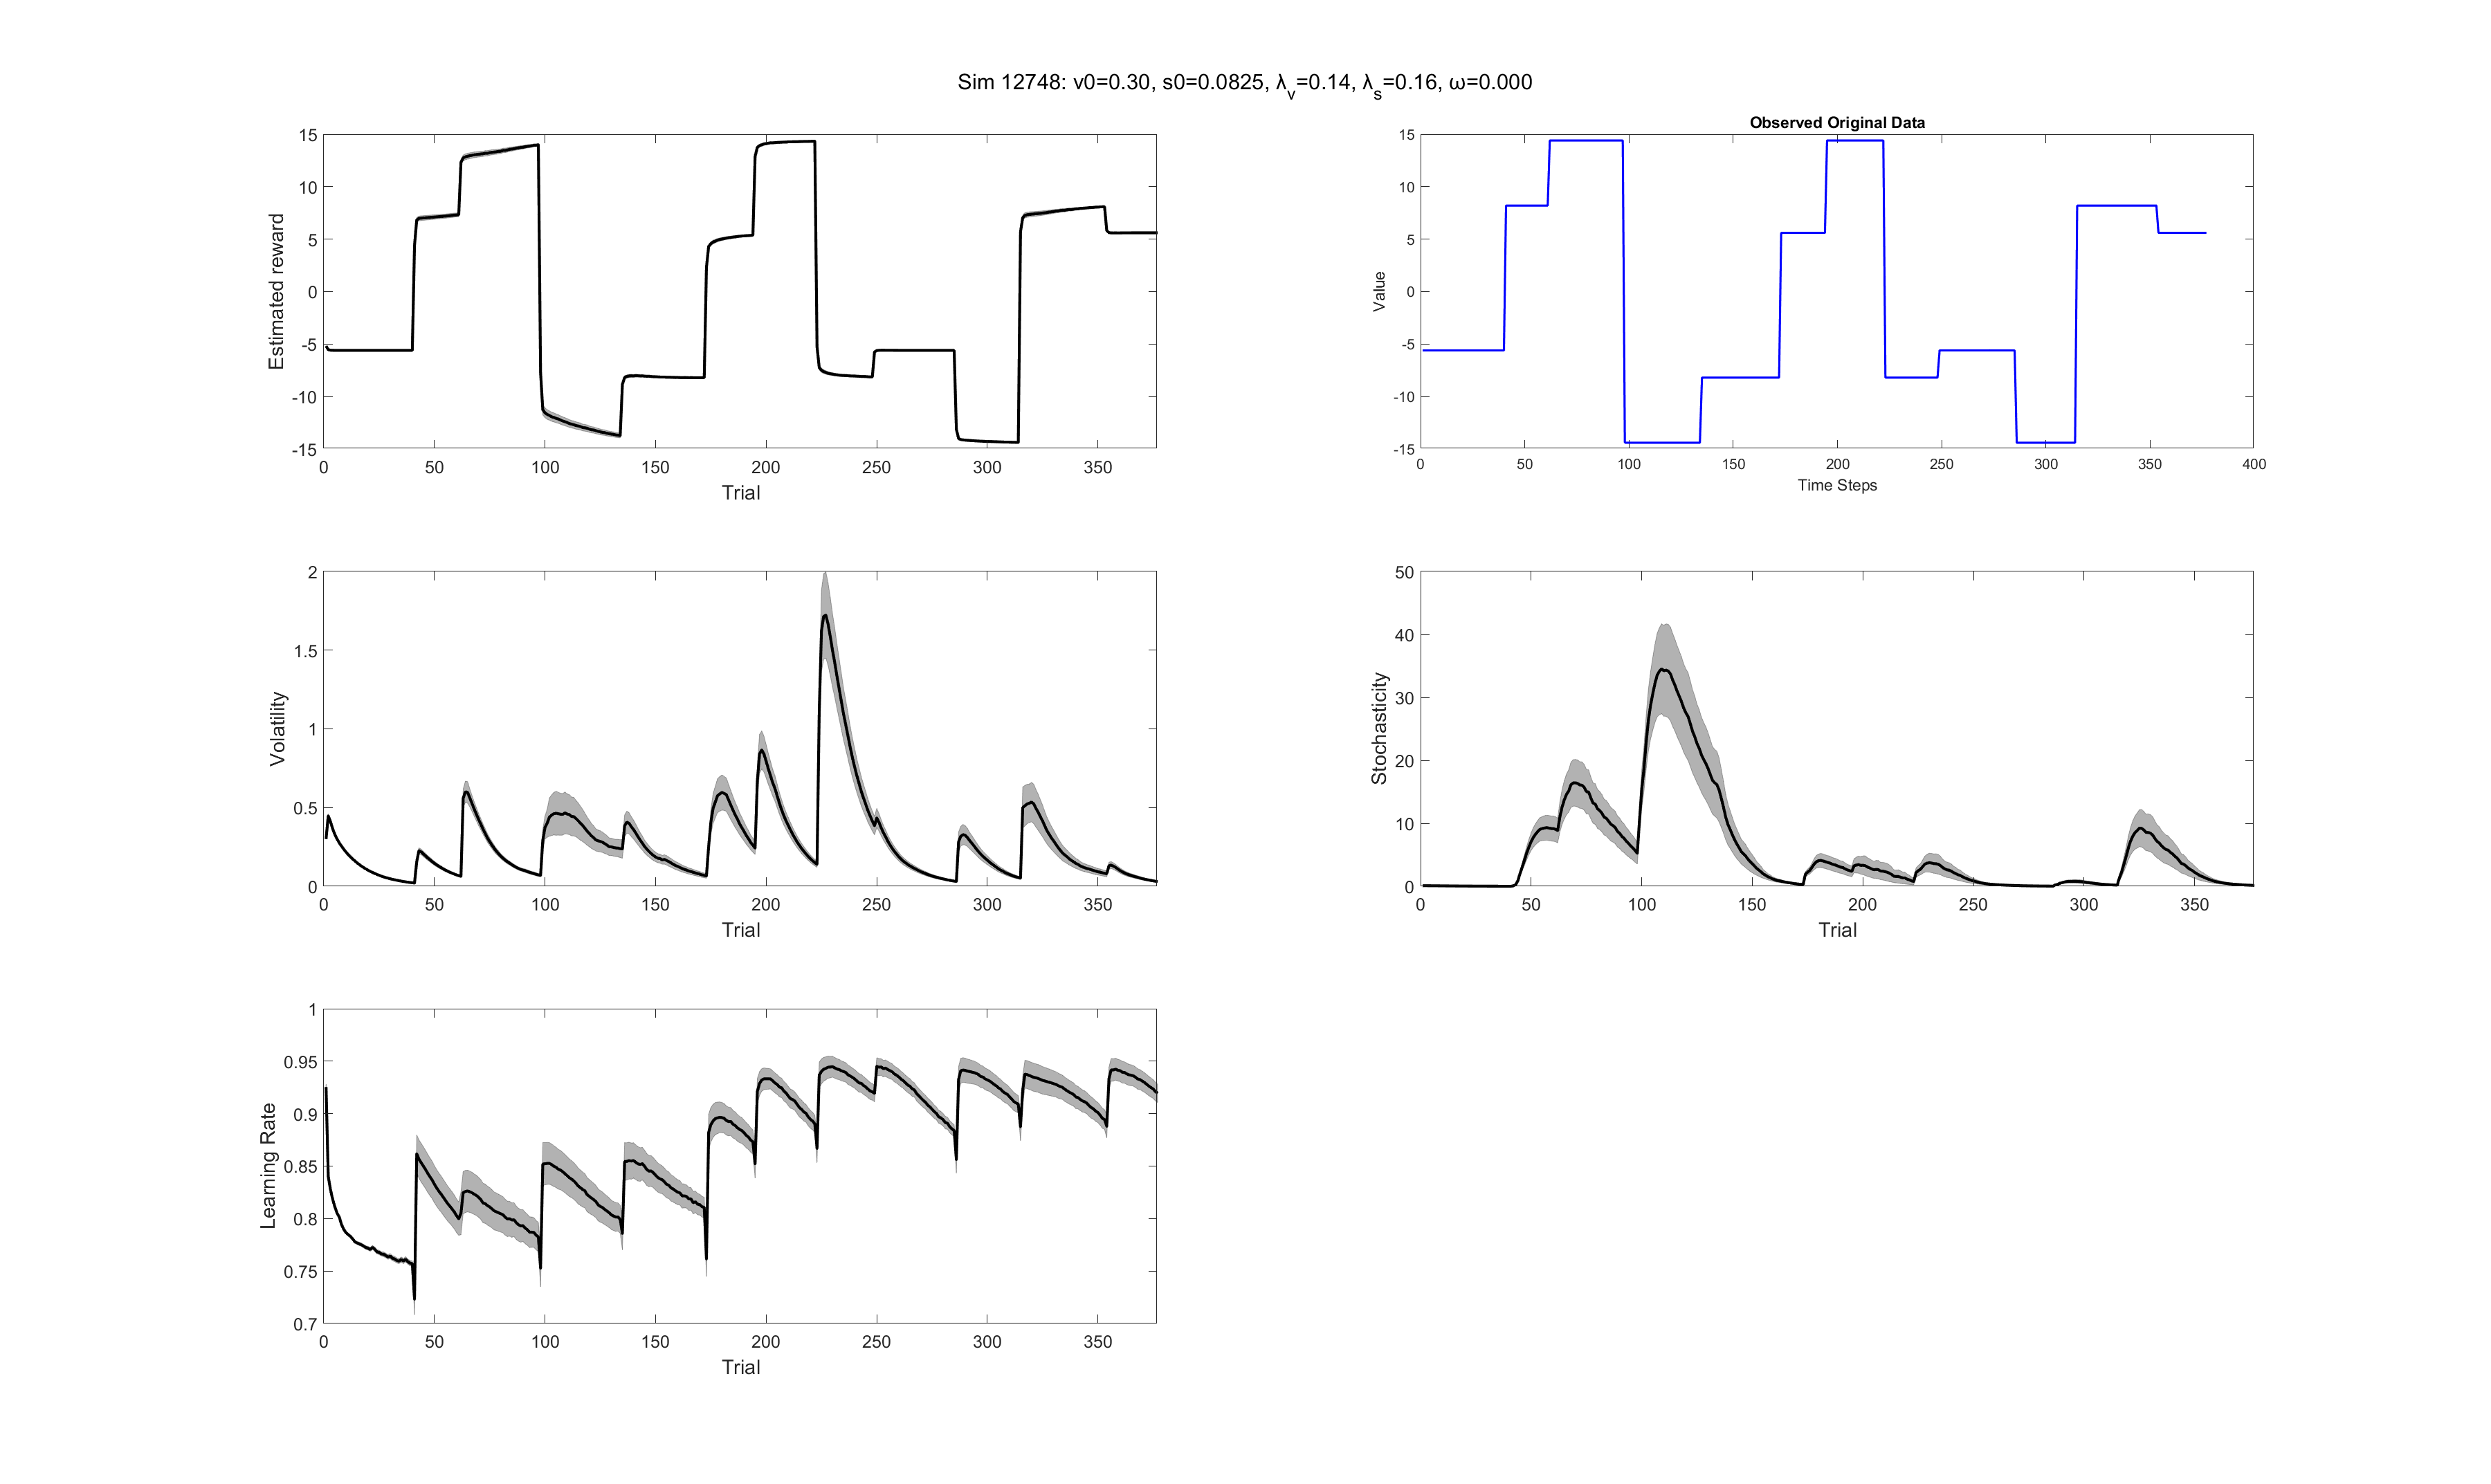 Sim 12748: v0=0.30, s0=0.0825, λv=0.14, λs=0.16, ω=0.000
15
10
5
0
-5
-10
-15
Estimated reward
0 50 100 150 200 250 300 350
Trial
Observed Original Data
15
10
5
0
-5
-10
-15
Value
0 50 100 150 200 250 300 350 400
Time Steps
2
1.5
1
0.5
0
Volatility
0 50 100 150 200 250 300 350
Trial
50
40
30
20
10
0
Stochasticity
0 50 100 150 200 250 300 350
Trial
1
0.95
0.9
0.85
0.8
0.75
0.7
Learning Rate
0 50 100 150 200 250 300 350
Trial